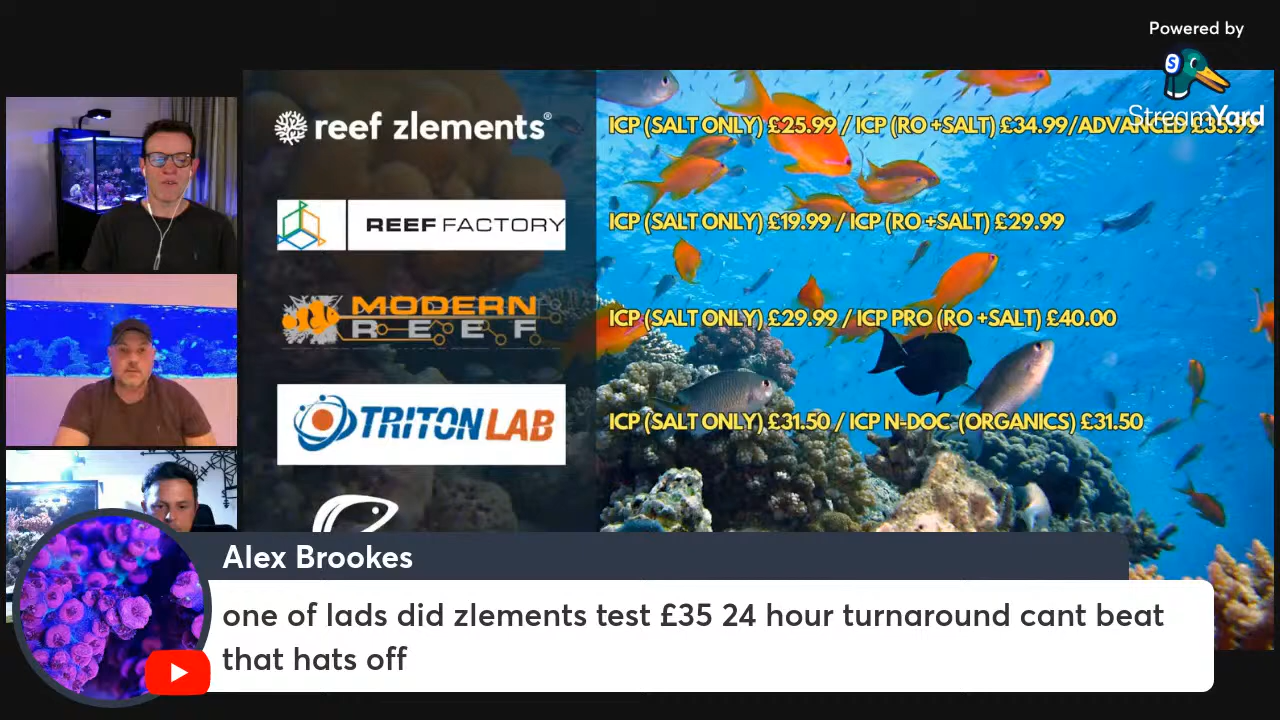 Powered by
S
StreamYard
reef zlements®
ICP (SALT ONLY) £25.99 / ICP (RO +SALT) £34.99/ADVANCED £35.99
REEF FACTORY
ICP (SALT ONLY) £19.99 / ICP (RO +SALT) £29.99
MODERN
REEF
ICP (SALT ONLY) £29.99 / ICP PRO (RO +SALT) £40.00
TRITON LAB
ICP (SALT ONLY) £31.50 / ICP N-DOC (ORGANICS) £31.50
Alex Brookes
one of lads did zlements test £35 24 hour turnaround cant beat
that hats off